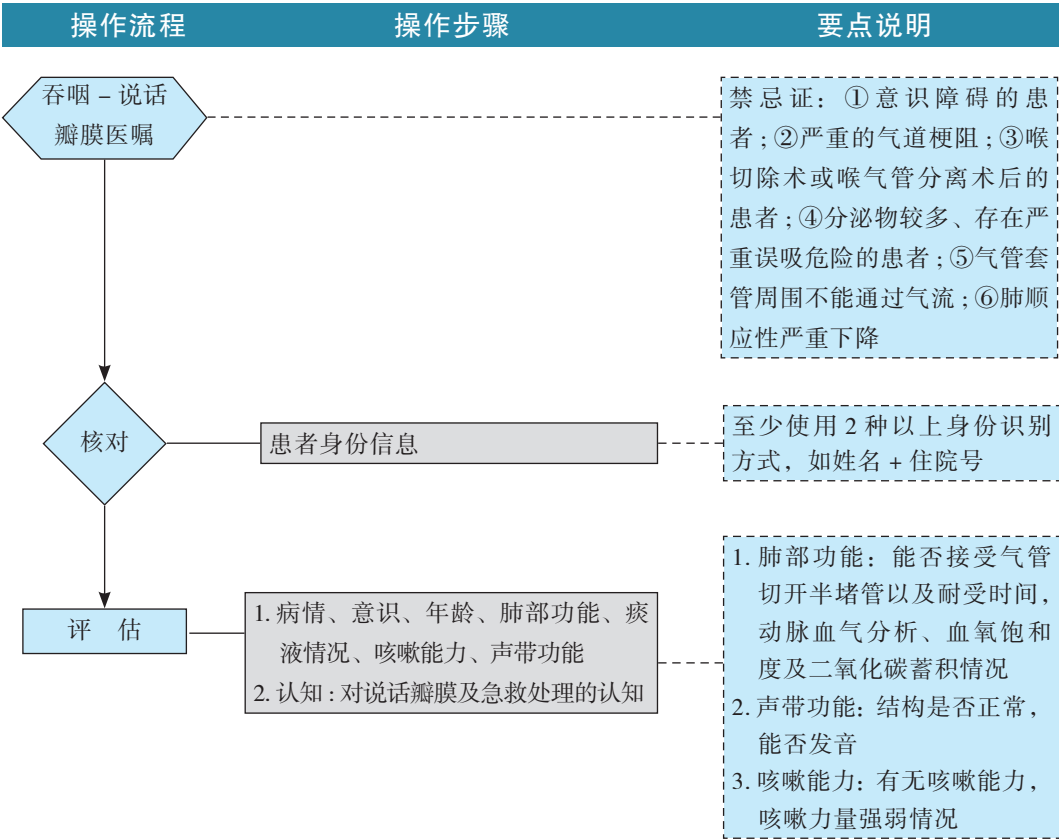 操作流程 操作步骤 要点说明
吞咽－说话
瓣膜医嘱
禁忌证：①意识障碍的患
者；②严重的气道梗阻；③喉
切除术或喉气管分离术后的
患者；④分泌物较多、存在严
重误吸危险的患者；⑤气管套
管周围不能通过气流；⑥肺顺
应性严重下降
核对
患者身份信息
至少使用 2 种以上身份识别
方式，如姓名 + 住院号
评 估
1. 病情、意识、年龄、肺部功能、痰
液情况、咳嗽能力、声带功能
2. 认知：对说话瓣膜及急救处理的认知
1. 肺部功能：能否接受气管
切开半堵管以及耐受时间，
动脉血气分析、血氧饱和
度及二氧化碳蓄积情况
2. 声带功能：结构是否正常，
能否发音
3. 咳嗽能力：有无咳嗽能力，
咳嗽力量强弱情况